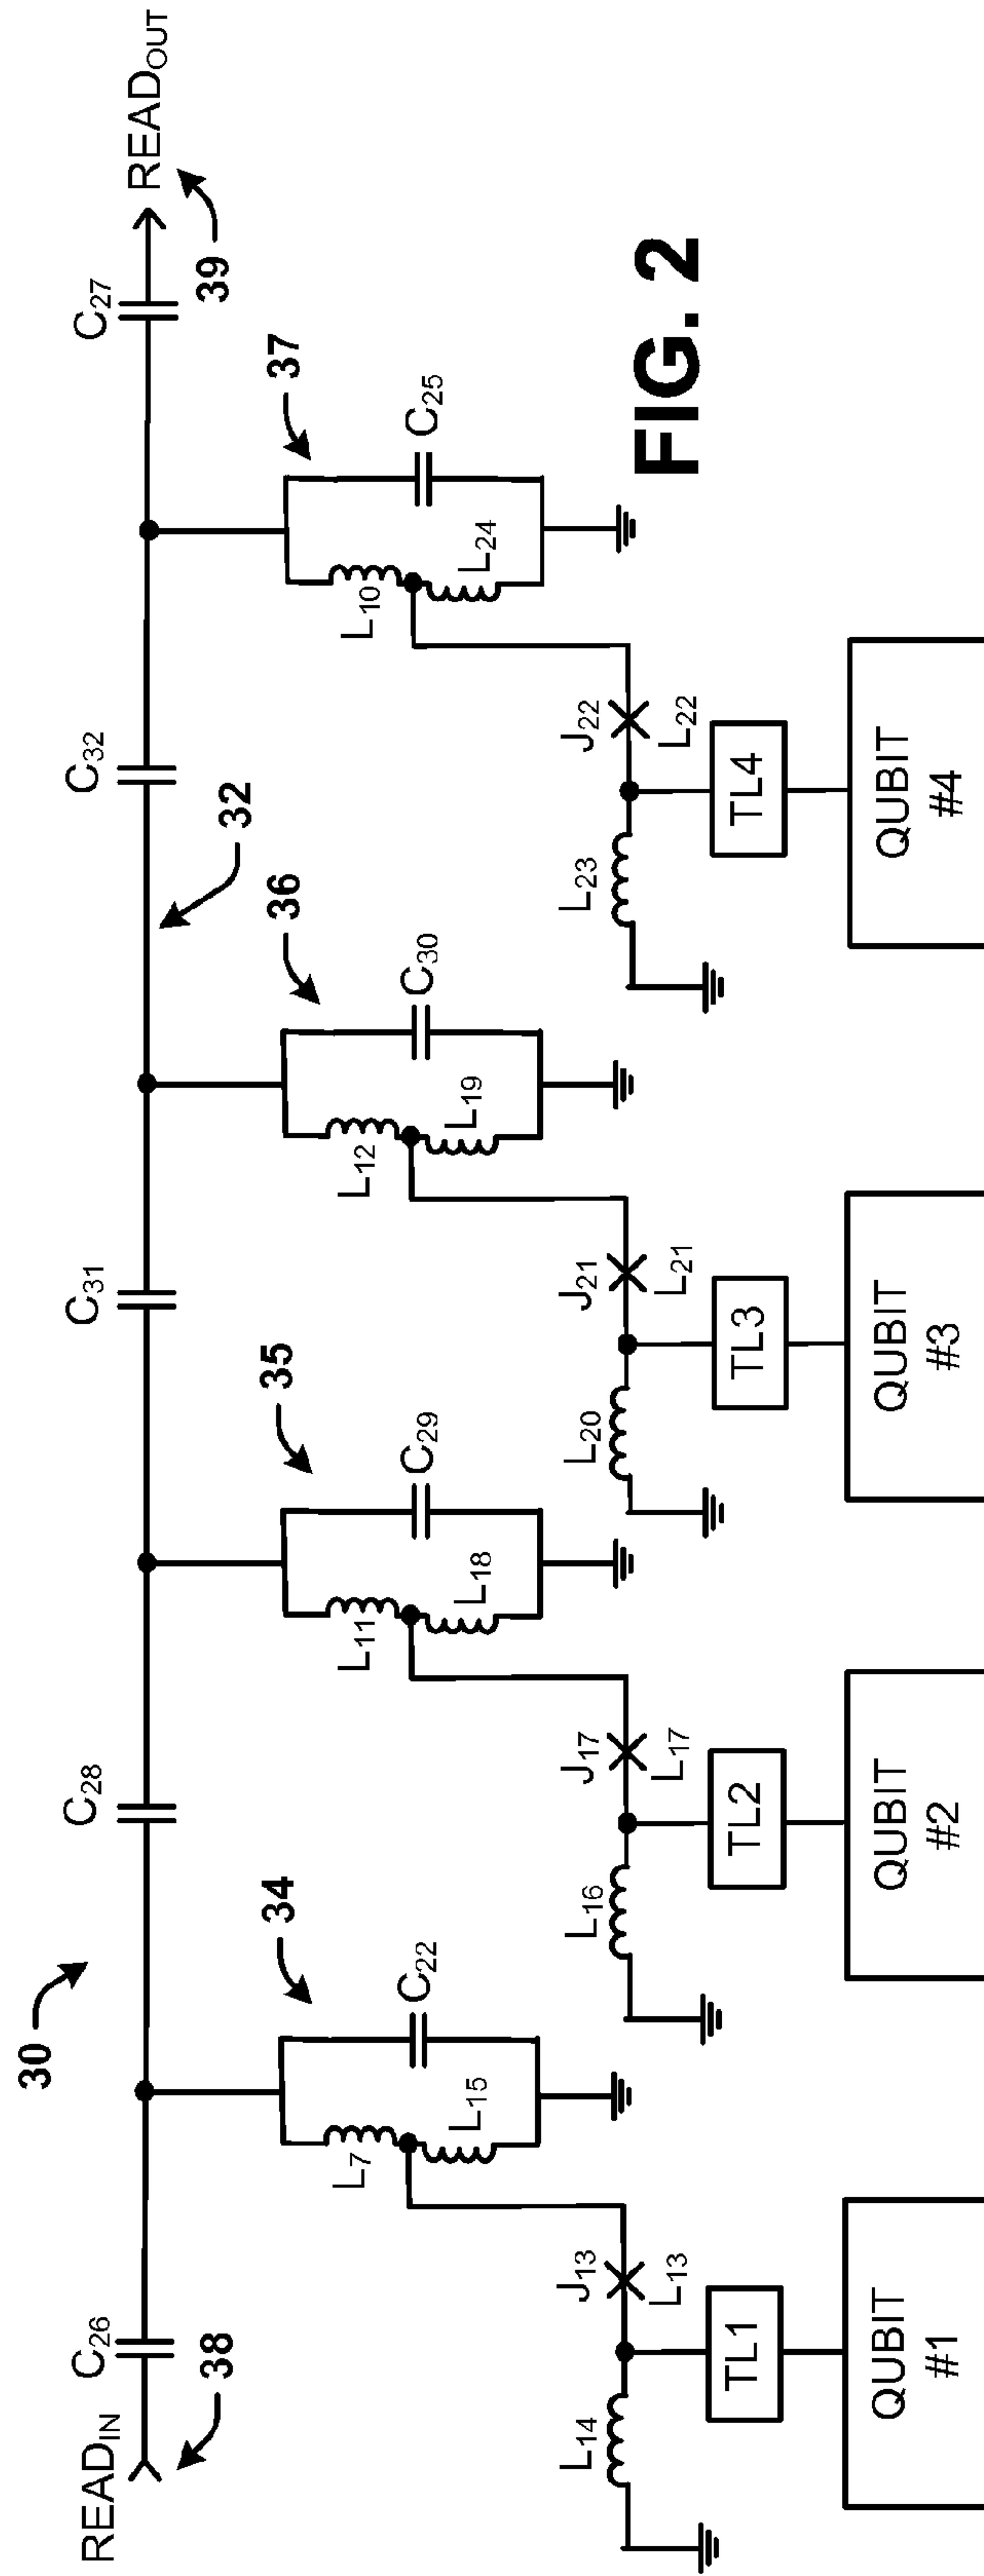 30
READIN
38
C26
C28
C31
32
C32
C27
READOUT
39
34
L7
L15
C22
35
L11
L18
C29
36
L12
L19
C30
37
L10
L24
C25
L14
J13
L13
L16
J17
L17
L20
J21
L21
L23
J22
L22
TL1
TL2
TL3
TL4
QUBIT
#1
QUBIT
#2
QUBIT
#3
QUBIT
#4
FIG. 2